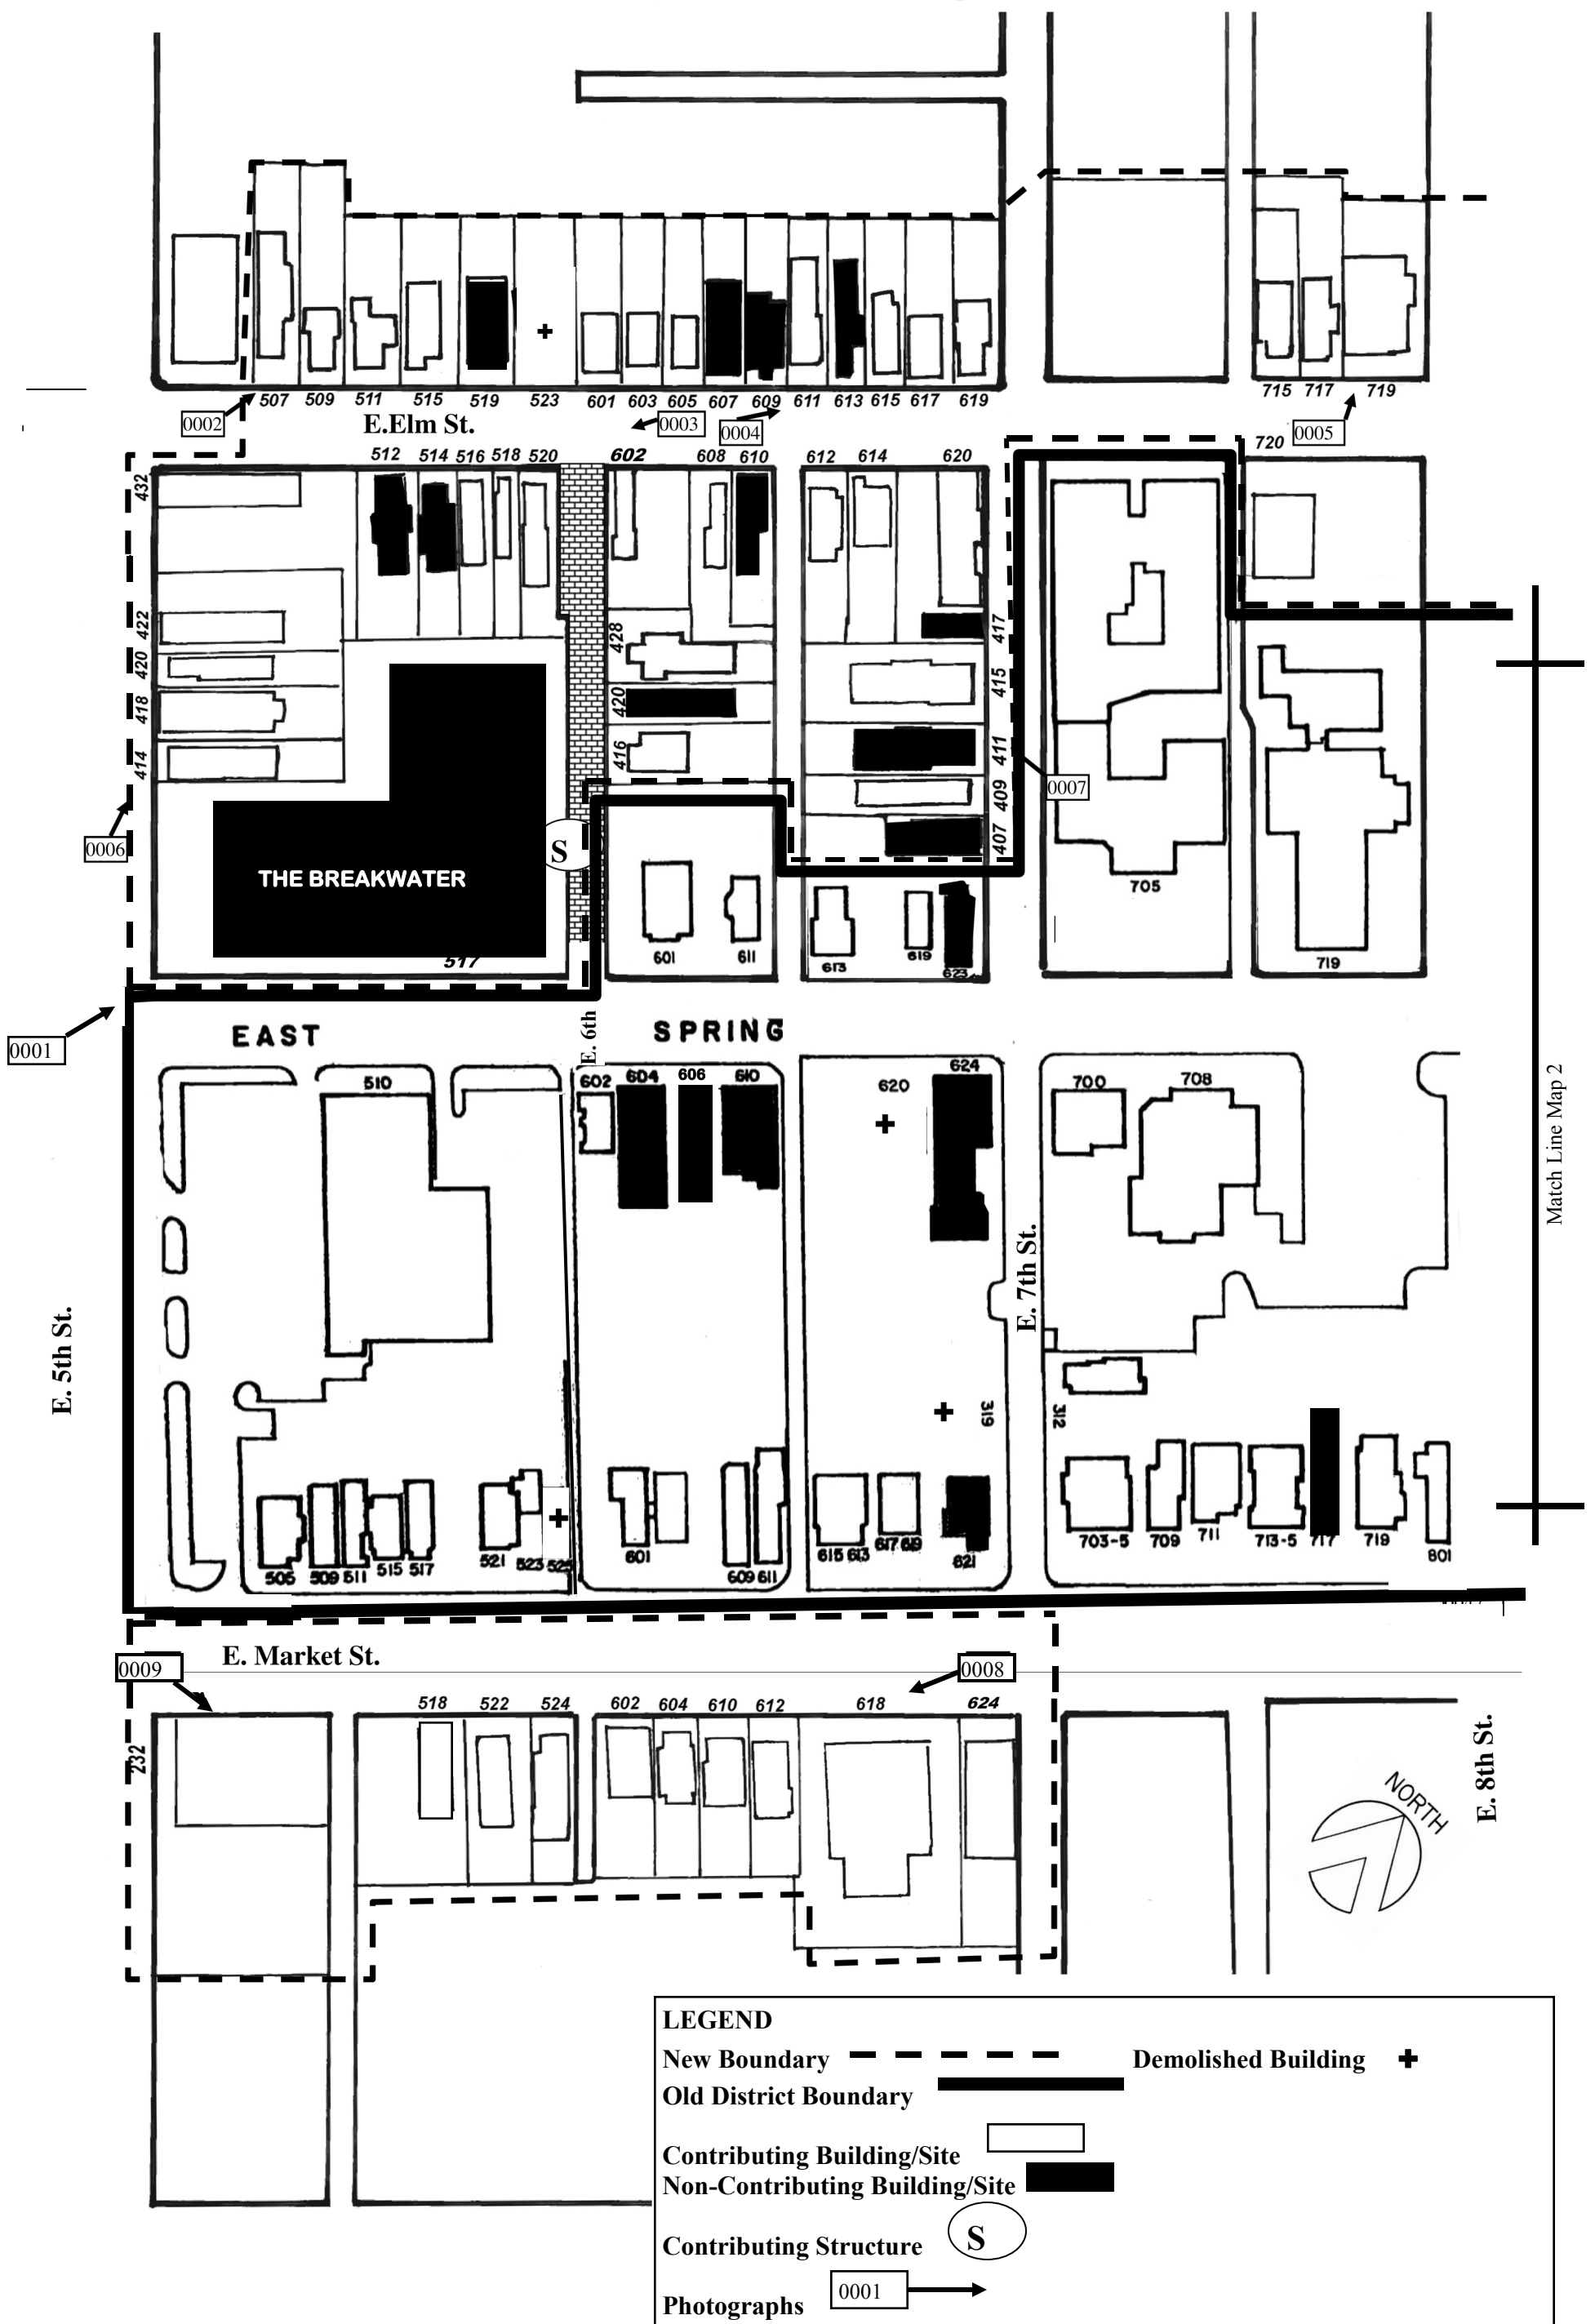 507 509 511 515 519 523 601 603 605 607 609 611 613 615 617 619
715 717 719
0002
E.Elm St.
0003
0004
0005
720
512 514 516 518 520
602 608 610
612 614 620
432
422
420
418
414
428
420
416
417
415
411
409
407
0006
0007
THE BREAKWATER
S
517
601 611
613 619 623
705
719
0001
EAST
E. 6th
SPRING
510
602 604 606 610
620 624
700 708
Match Line Map 2
E. 5th St.
E. 7th St.
319
312
505 509 511 515 517
521 523 525
601
609 611
615 613 617 619 621
703-5 709 711 713-5 717 719 801
E. Market St.
0009
0008
518 522 524
602 604 610 612 618 624
232
E. 8th St.
NORTH
LEGEND
New Boundary
Demolished Building
Old District Boundary
Contributing Building/Site
Non-Contributing Building/Site
Contributing Structure
S
Photographs
0001